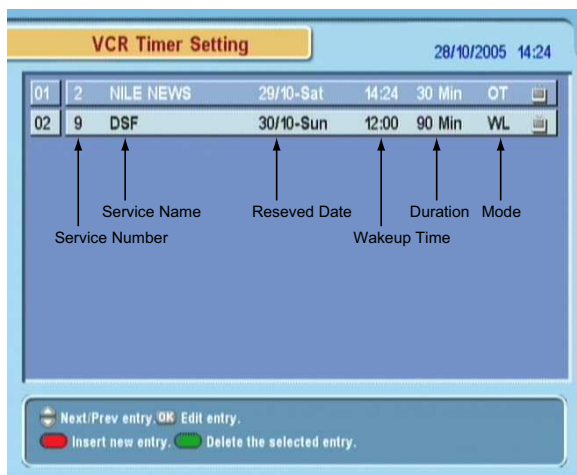 VCR Timer Setting
28/10/2005 14:24
01 2 NILE NEWS 29/10-Sat 14:24 30 Min OT
02 9 DSF 30/10-Sun 12:00 90 Min WL
Service Name Reseved Date Duration Mode
Service Number Wakeup Time
Next/Prev entry. OK Edit entry.
Insert new entry. Delete the selected entry.